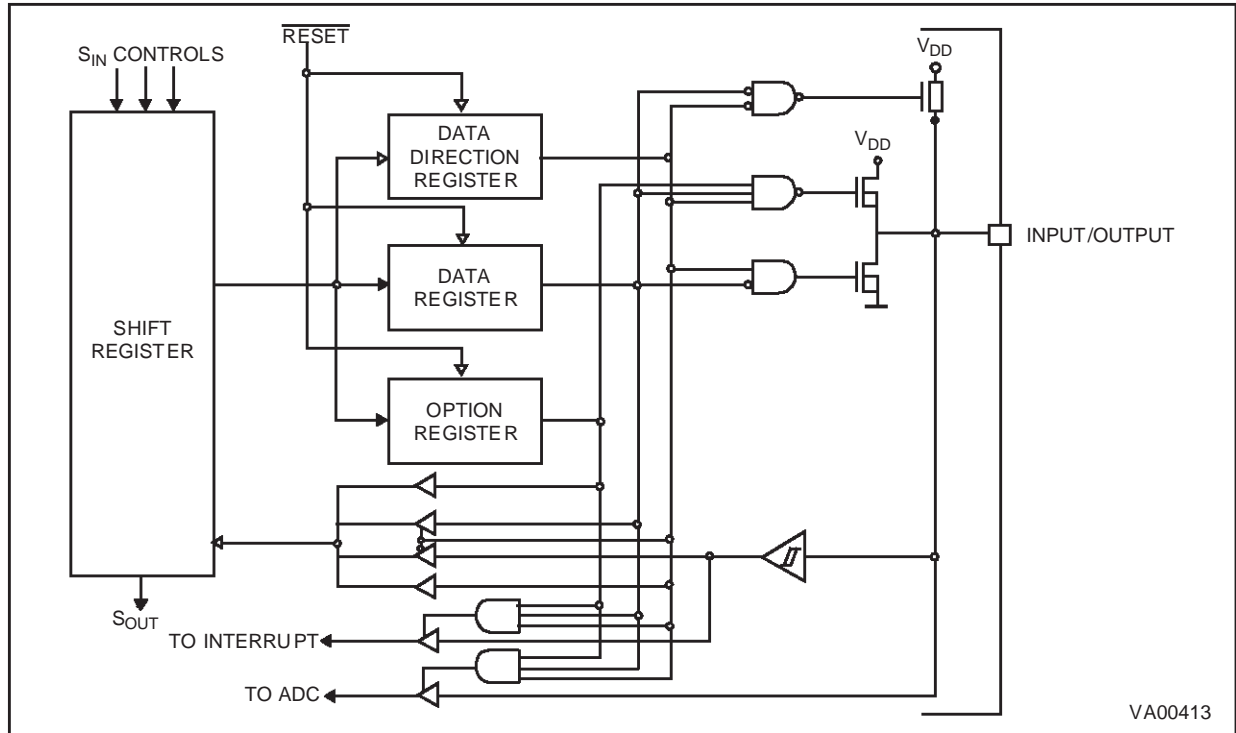 RESET
S_IN CONTROLS
V_DD
DATA
DIRECTION
REGISTER
V_DD
INPUT/OUTPUT
DATA
REGISTER
SHIFT
REGISTER
OPTION
REGISTER
S_OUT
TO INTERRUPT
TO ADC
VA00413